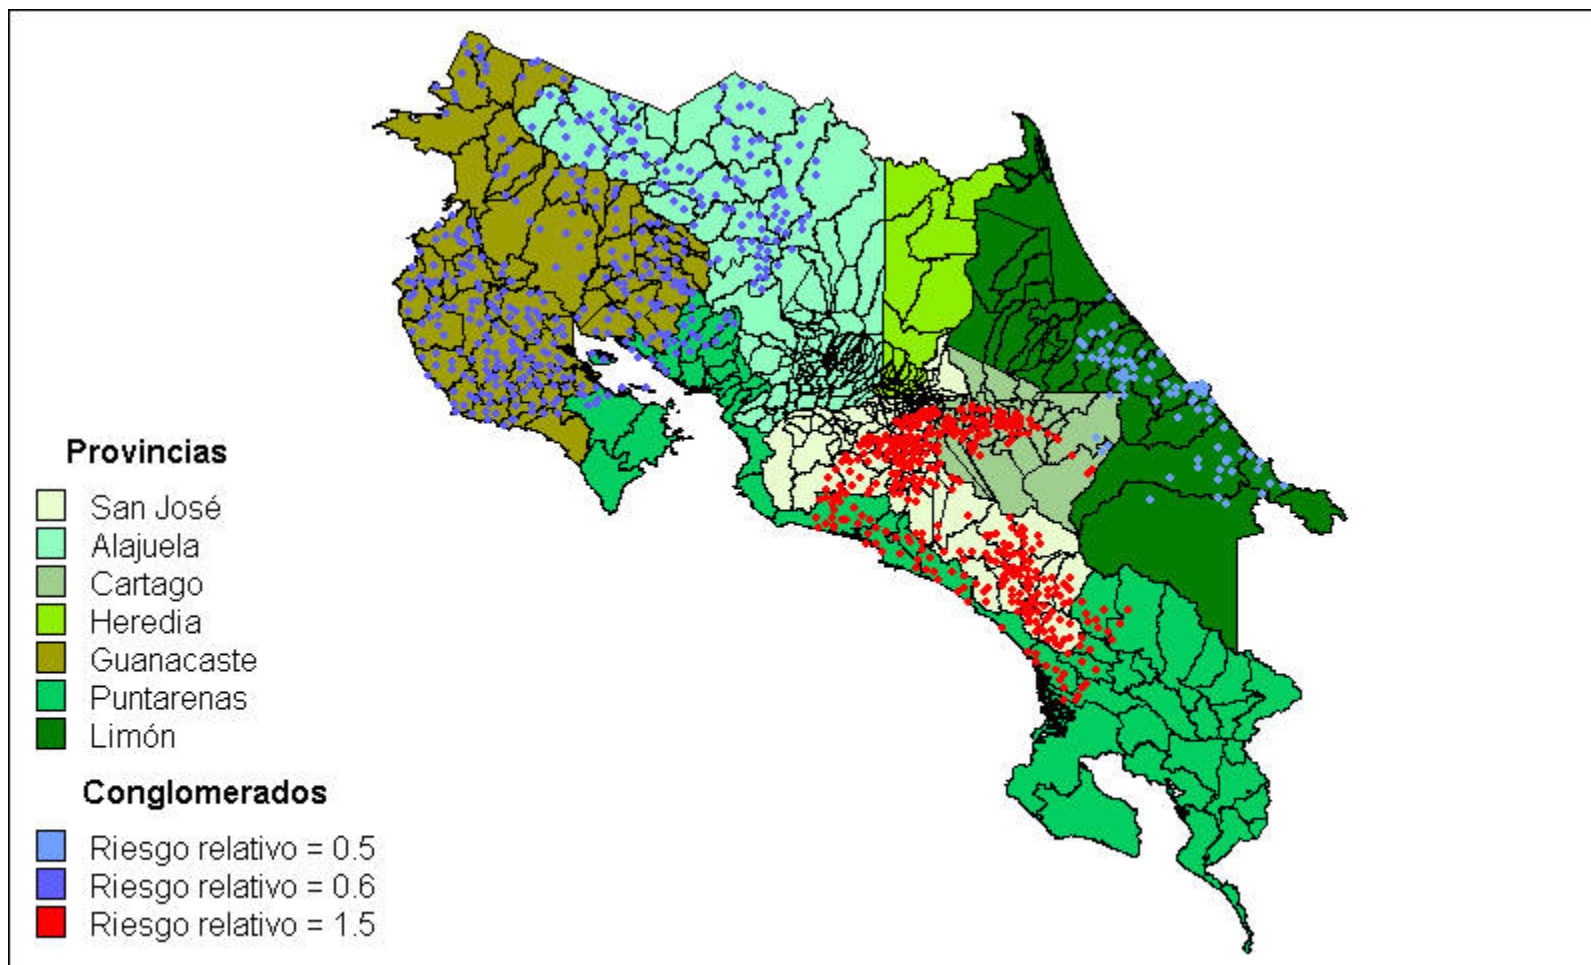 Provincias
San José
Alajuela
Cartago
Heredia
Guanacaste
Puntarenas
Limón
Conglomerados
Riesgo relativo = 0.5
Riesgo relativo = 0.6
Riesgo relativo = 1.5